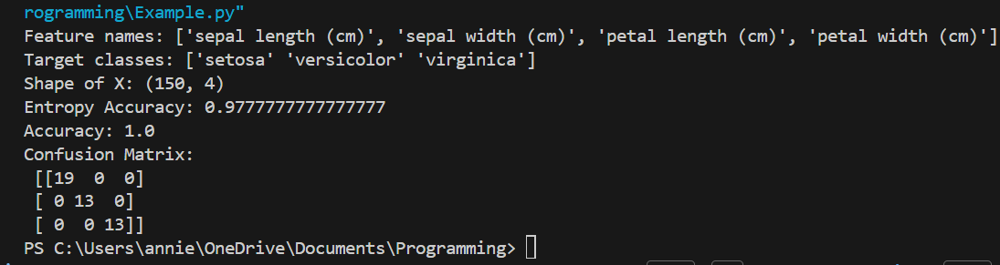 rogramming\Example.py"
Feature names: ['sepal length (cm)', 'sepal width (cm)', 'petal length (cm)', 'petal width (cm)']
Target classes: ['setosa' 'versicolor' 'virginica']
Shape of X: (150, 4)
Entropy Accuracy: 0.9777777777777777
Accuracy: 1.0
Confusion Matrix:
 [[19  0  0]
 [ 0 13  0]
 [ 0  0 13]]
PS C:\Users\annie\OneDrive\Documents\Programming>